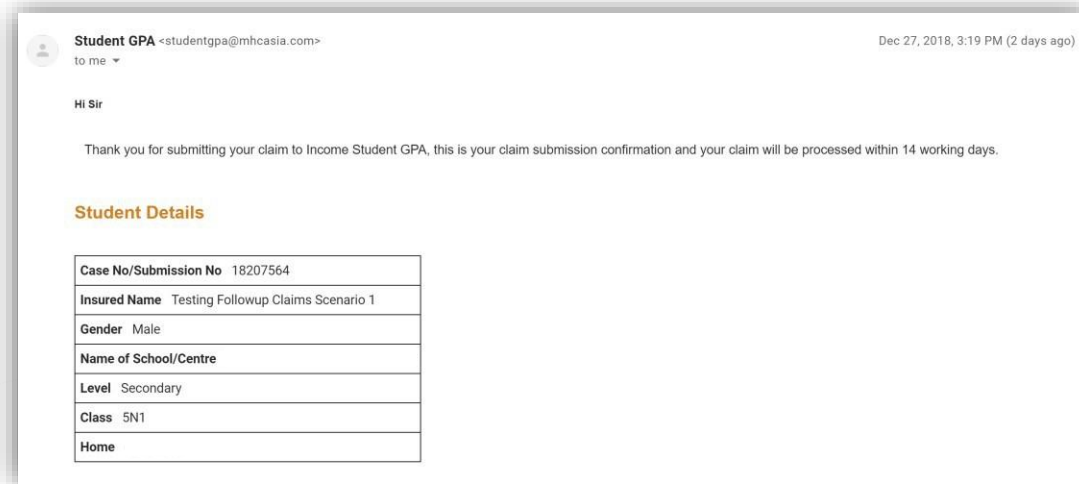 Student GPA <studentgpa@mhcasia.com>
Dec 27, 2018, 3:19 PM (2 days ago)
to me
Hi Sir
Thank you for submitting your claim to Income Student GPA, this is your claim submission confirmation and your claim will be processed within 14 working days.
Student Details
Case No/Submission No 18207564
Insured Name Testing Followup Claims Scenario 1
Gender Male
Name of School/Centre
Level Secondary
Class 5N1
Home